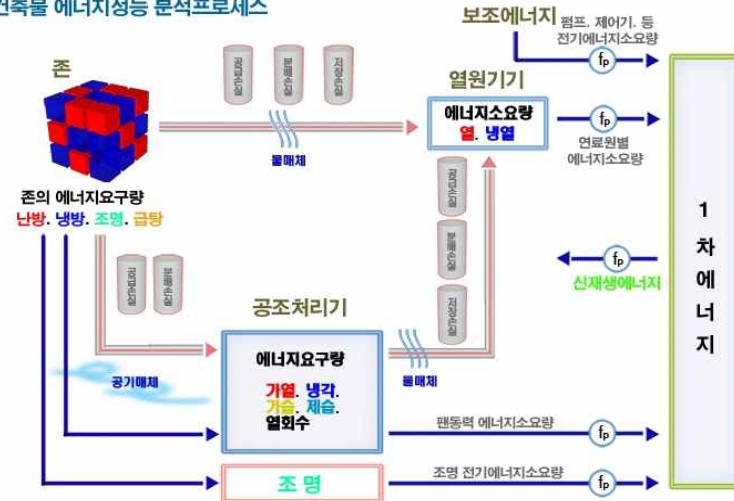 건축물 에너지성능 분석프로세스
보조에너지
펌프. 제어기. 등
전기에너지소요량
fp
존
공급손실
분배손실
저장손실
열원기기
에너지소요량
열. 냉열
fp
연료원별
에너지소요량
물매체
존의 에너지요구량
난방. 냉방. 조명. 급탕
공급손실
분배손실
저장손실
공급손실
분배손실
fp
신재생에너지
1
차
에
너
지
공조처리기
에너지요구량
가열. 냉각.
가습. 제습.
열회수
공기매체
물매체
팬동력 에너지소요량
fp
조명
조명 전기에너지소요량
fp